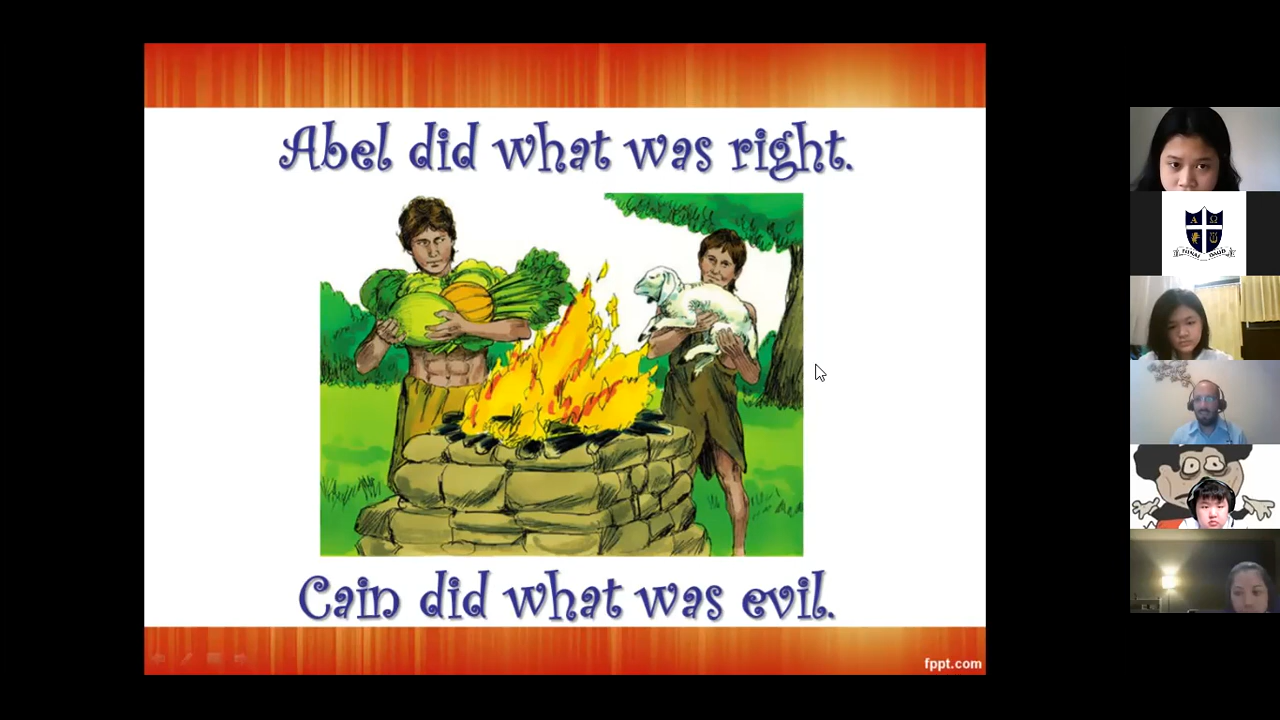 Abel did what was right.
Cain did what was evil.
fppt.com
Α Ω